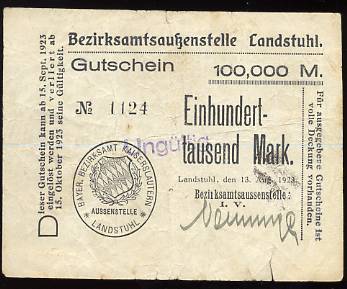 Bezirksamtsaußenstelle Landstuhl.
Gutschein 100,000 M.
№ 1124
Einhundert-
tausend Mark.
Ungültig
Landstuhl, den 13. Aug. 1923.
Bezirksamtsaussenstelle:
I. V.
BAYER. BEZIRKSAMT KAISERSLAUTERN
AUSSENSTELLE
* LANDSTUHL *
Dieser Gutschein kann ab 15. Sept. 1923
eingelöst werden und verliert ab
15. Oktober 1923 seine Gültigkeit.
Für ausgegebene Gutscheine ist
volle Deckung vorhanden.